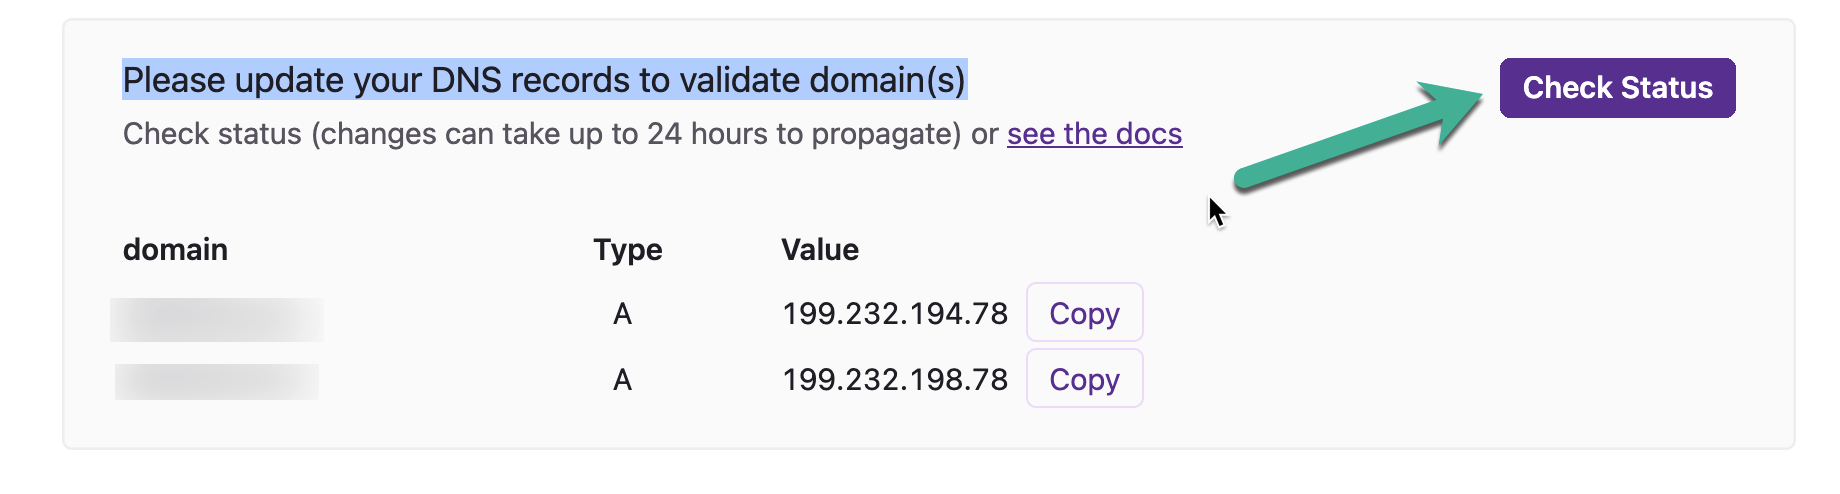 Please update your DNS records to validate domain(s)
Check Status
Check status (changes can take up to 24 hours to propagate) or see the docs
domain Type Value
A 199.232.194.78 Copy
A 199.232.198.78 Copy